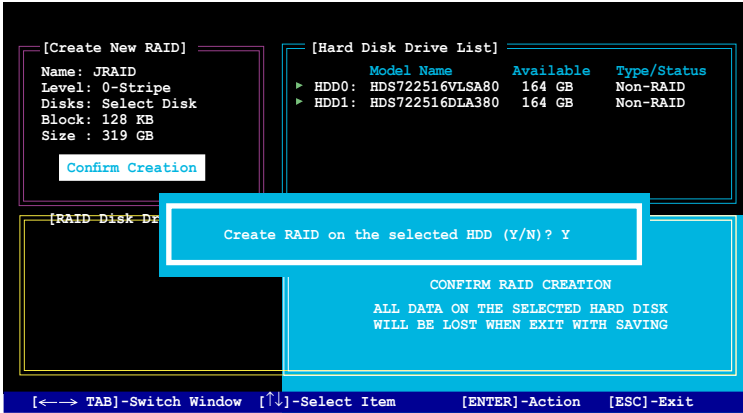 [Create New RAID]
Name: JRAID
Level: 0-Stripe
Disks: Select Disk
Block: 128 KB
Size : 319 GB
Confirm Creation
[Hard Disk Drive List]
Model Name Available Type/Status
HDD0: HDS722516VLSA80 164 GB Non-RAID
HDD1: HDS722516DLA380 164 GB Non-RAID
[RAID Disk Dr
Create RAID on the selected HDD (Y/N)? Y
CONFIRM RAID CREATION
ALL DATA ON THE SELECTED HARD DISK
WILL BE LOST WHEN EXIT WITH SAVING
[←→ TAB]-Switch Window [↑↓]-Select Item [ENTER]-Action [ESC]-Exit